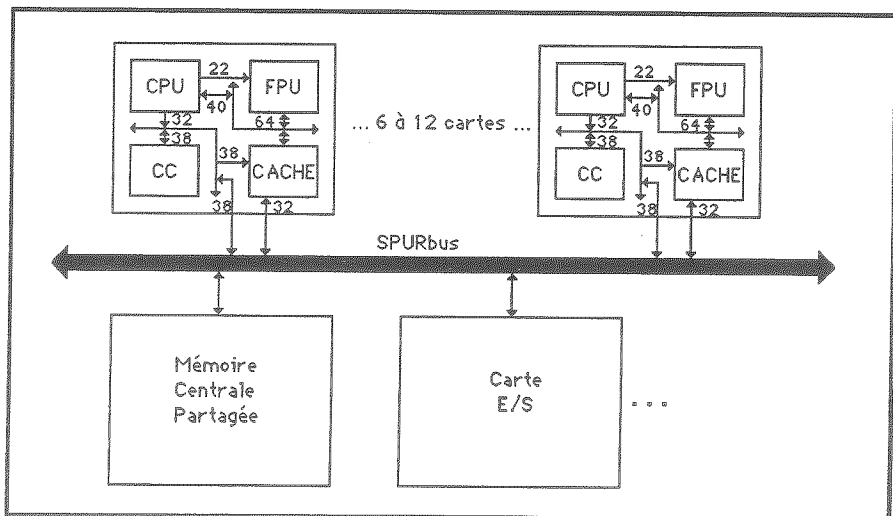 CPU 22 FPU
40
32 64
38
38
CC CACHE
38 32
... 6 à 12 cartes ...
CPU 22 FPU
40
32 64
38
38
CC CACHE
38 32
SPURbus
Mémoire
Centrale
Partagée
Carte
E/S
...